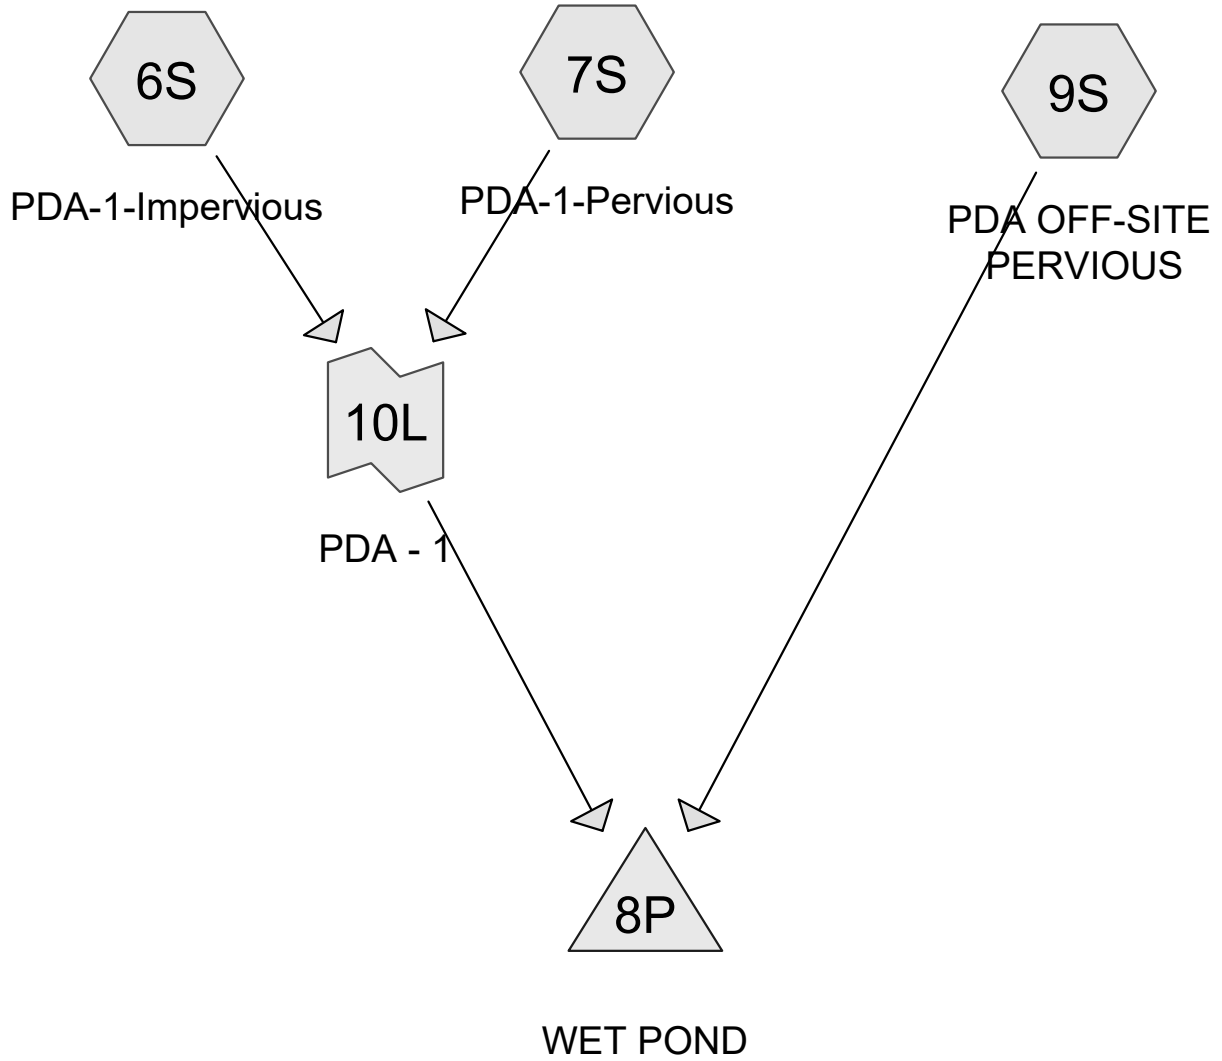 6S
7S
9S
PDA-1-Impervious
PDA-1-Pervious
PDA OFF-SITE
PERVIOUS
10L
PDA - 1
8P
WET POND